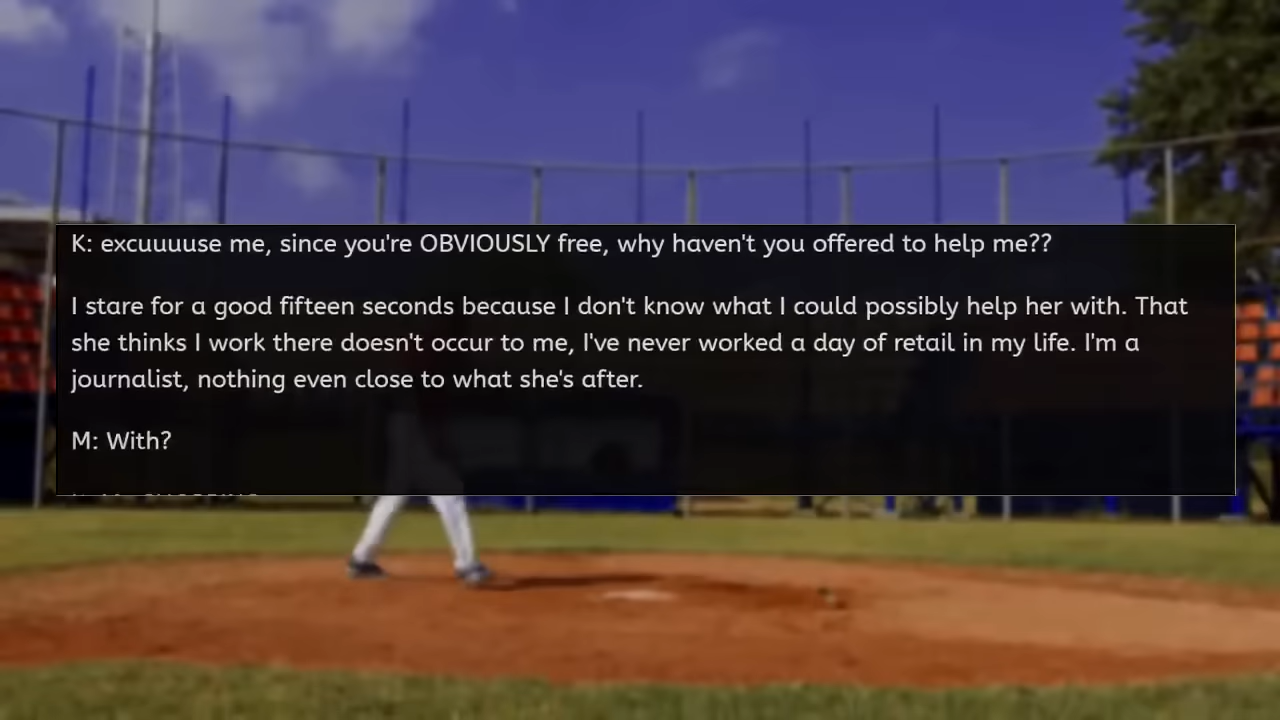 K: excuuuuse me, since you're OBVIOUSLY free, why haven't you offered to help me??
I stare for a good fifteen seconds because I don't know what I could possibly help her with. That
she thinks I work there doesn't occur to me, I've never worked a day of retail in my life. I'm a
journalist, nothing even close to what she's after.
M: With?